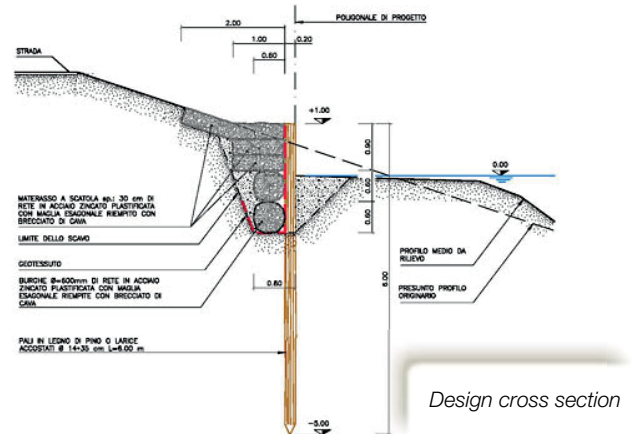 POLIGONALE DI PROGETTO
2.00
1.00
0.20
0.60
STRADA
+1.00
0.90
0.00
0.60
0.60
MATERASSO A SCATOLA sp.: 30 cm DI
RETE IN ACCIAIO ZINCATO PLASTIFICATA
CON MAGLIA ESAGONALE RIEMPITO CON
BRECCIATO DI CAVA
LIMITE DELLO SCAVO
GEOTESSUTO
BURGHE Ø=600mm DI RETE IN ACCIAIO
ZINCATO PLASTIFICATA CON MAGLIA
ESAGONALE RIEMPITE CON BRECCIATO DI
CAVA
0.60
6.00
PROFILO MEDIO DA
RILIEVO
PRESUNTO PROFILO
ORIGINARIO
PALI IN LEGNO DI PINO O LARICE
ACCOSTATI Ø 14÷35 cm L=6.00 m
-5.00
Design cross section